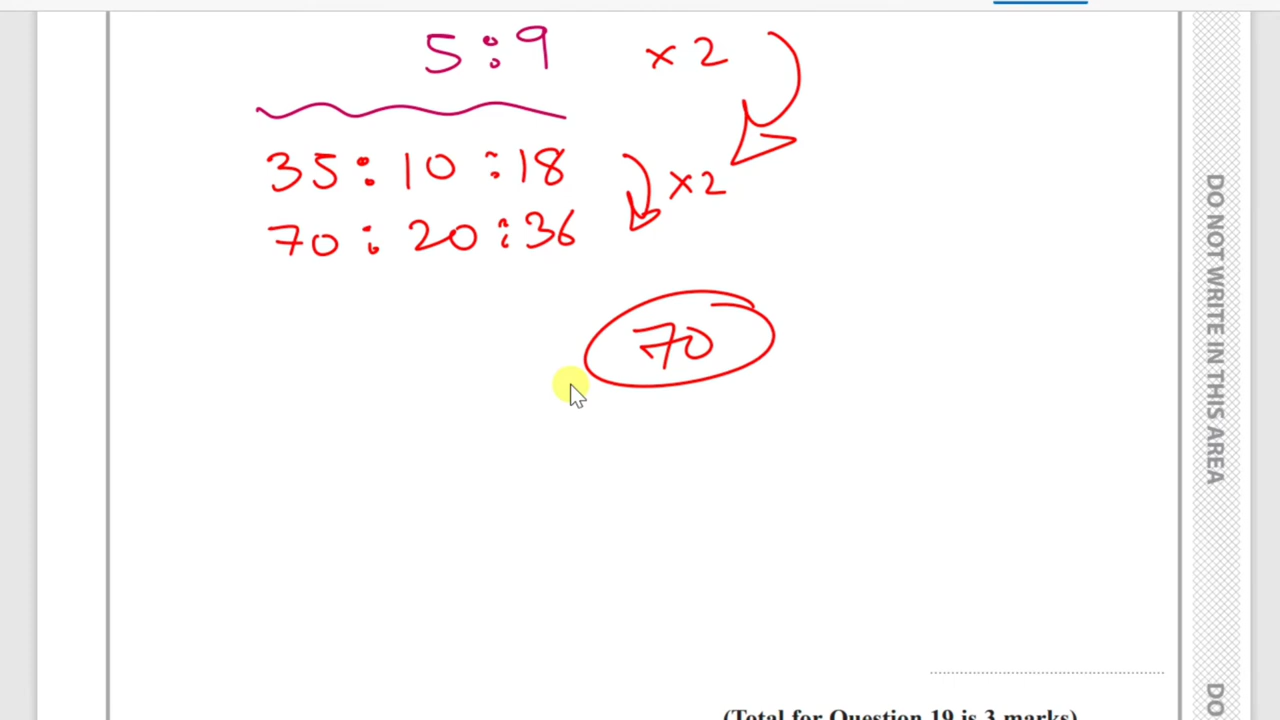 5:9 ×2
35:10:18
×2
70:20:36
70
(Total for Question 19 is 3 marks)
DO NOT WRITE IN THIS AREA
DO